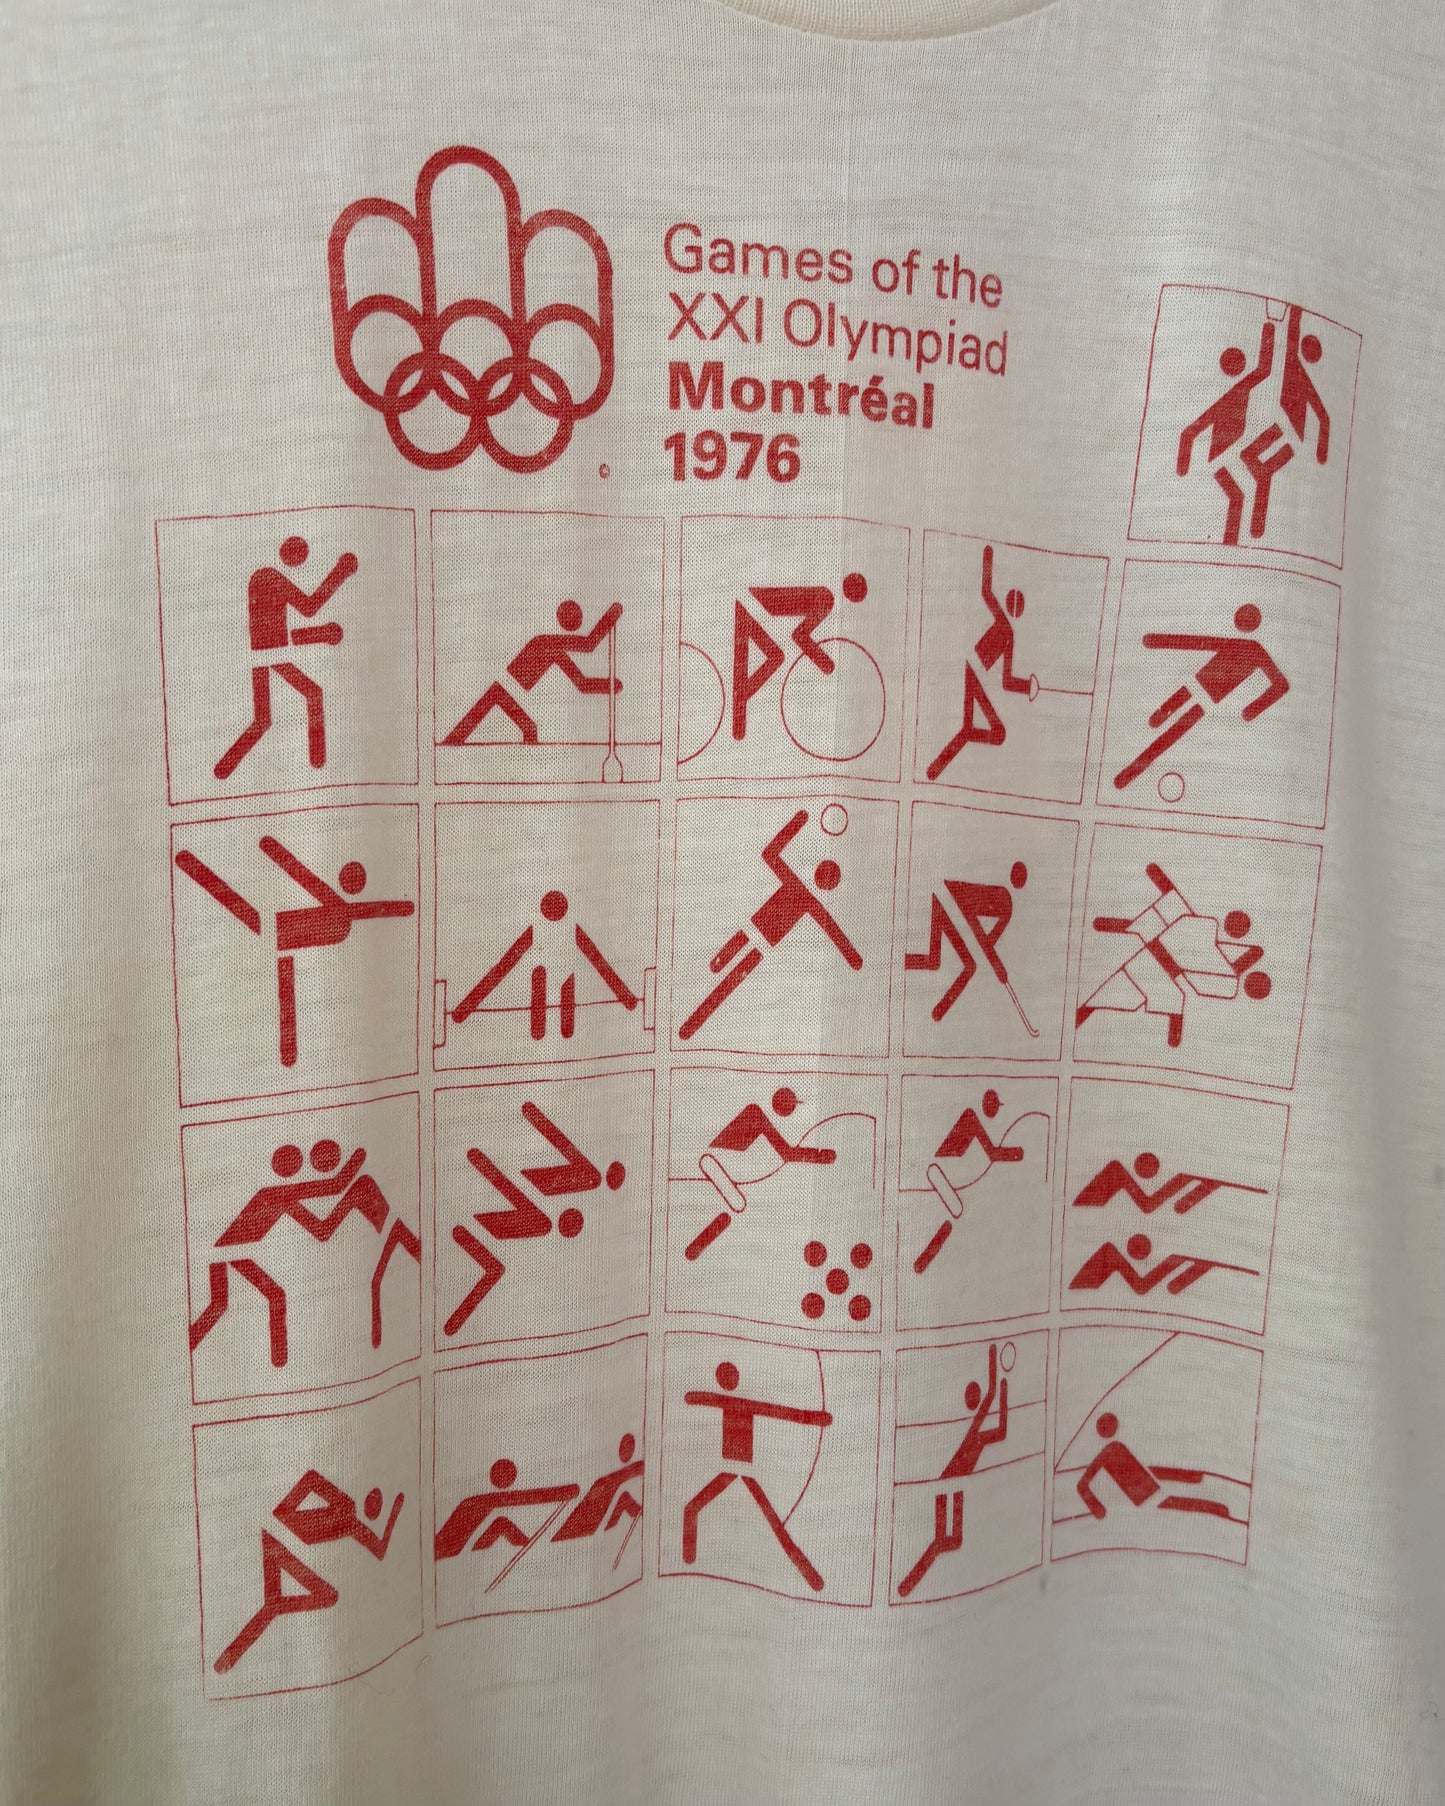 Games of the
XXI Olympiad
Montréal
1976
©